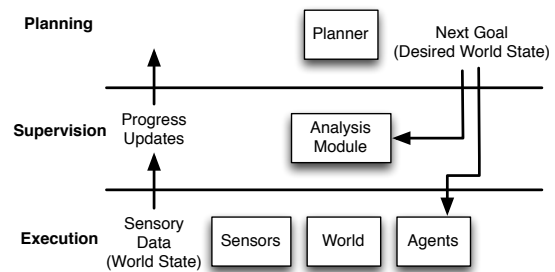 Planning
Planner
Next Goal
(Desired World State)
Supervision
Progress
Updates
Analysis
Module
Execution
Sensory
Data
(World State)
Sensors
World
Agents